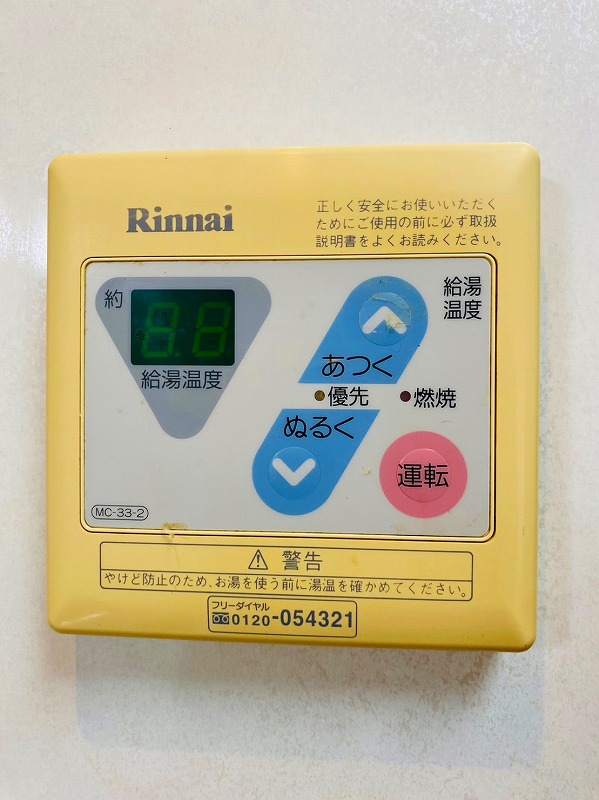 Rinnai
正しく安全にお使いいただく
ためにご使用の前に必ず取扱
説明書をよくお読みください。
約
88
給湯温度
給湯
温度
あつく
優先
燃焼
ぬるく
運転
MC-33-2
警告
やけど防止のため、お湯を使う前に湯温を確かめてください。
フリーダイヤル
0120-054321